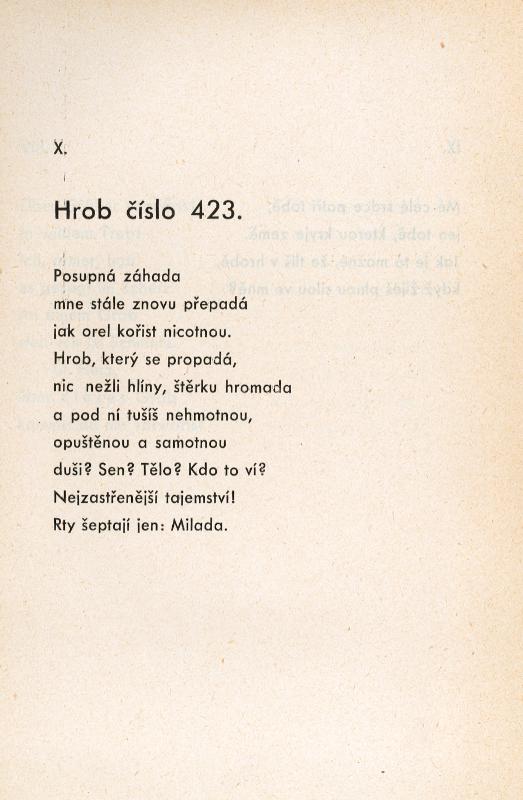 X.
Hrob číslo 423.
Posupná záhada
mne stále znovu přepadá
jak orel kořist nicotnou.
Hrob, který se propadá,
nic nežli hlíny, štěrku hromada
a pod ní tušíš nehmotnou,
opuštěnou a samotnou
duši? Sen? Tělo? Kdo to ví?
Nejzastřenější tajemství!
Rty šeptají jen: Milada.